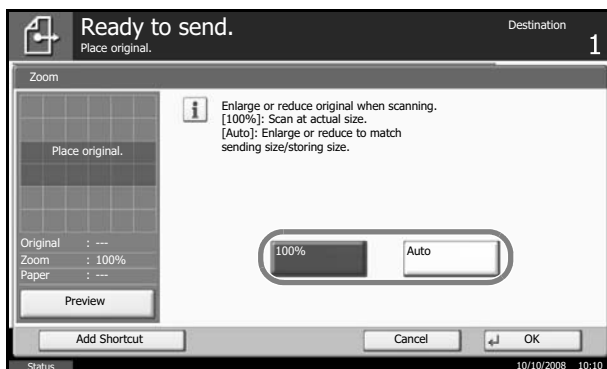 Ready to send.
Destination
1
Place original.
Zoom
Place original.
Enlarge or reduce original when scanning.
[100%]: Scan at actual size.
[Auto]: Enlarge or reduce to match
sending size/storing size.
100%
Auto
Original : ---
Zoom : 100%
Paper : ---
Preview
Add Shortcut
Cancel
OK
Status
10/10/2008 10:10